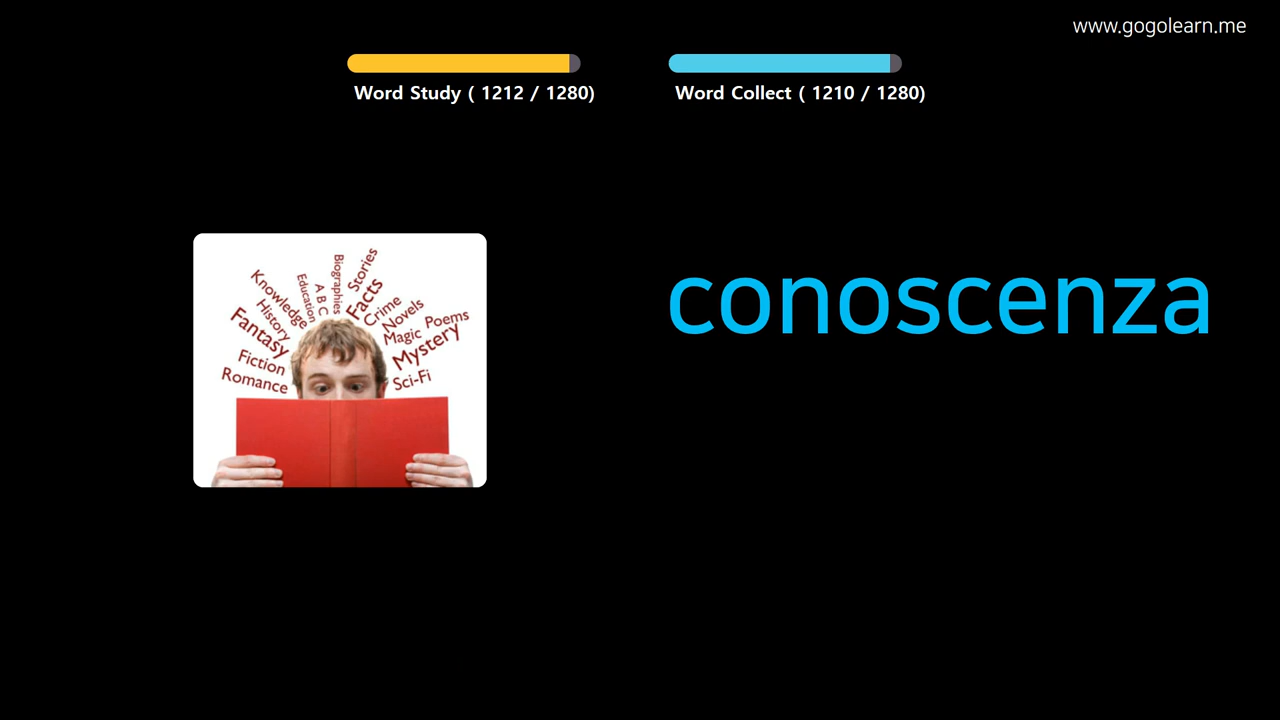 www.gogolearn.me
Word Study ( 1212 / 1280)
Word Collect ( 1210 / 1280)
conoscenza
Knowledge
History
Fantasy
Fiction
Romance
Education
A B C
Biographies
Stories
Facts
Crime
Novels
Magic
Poems
Mystery
Sci-Fi